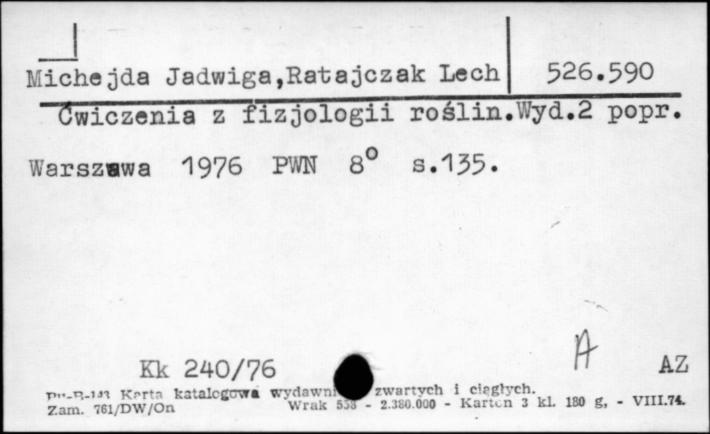 Michejda Jadwiga,Ratajczak Lech 526.590
Ćwiczenia z fizjologii roślin.Wyd.2 popr.
Warszawa 1976 PWN 8° s.135.
A
Kk 240/76 AZ
Karta katalogowa zwartych i ciągłych.
Zam. 761/DW/On Wrak 558 - 2.380.000 - Karton 3 kl. 180 g, - VIII.74.